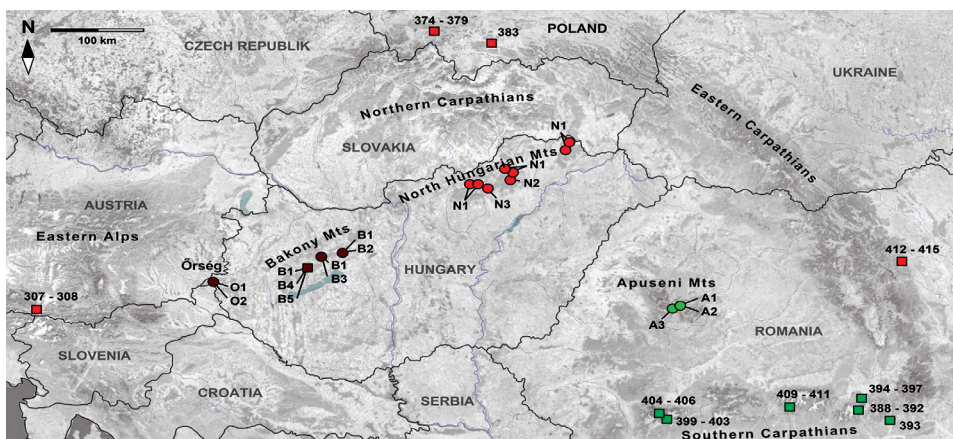 N
100 km
CZECH REPUBLIK
374 - 379
383
POLAND
UKRAINE
Northern Carpathians
Eastern Carpathians
SLOVAKIA
N1
North Hungarian Mts
N1
N2
N1
N3
AUSTRIA
Eastern Alps
Bakony Mts
B1
B2
B1
B3
B1
B4
B5
HUNGARY
Őrség
O1
O2
307 - 308
412 - 415
Apuseni Mts
A1
A2
A3
ROMANIA
SLOVENIA
CROATIA
SERBIA
404 - 406
399 - 403
409 - 411
394 - 397
388 - 392
393
Southern Carpathians